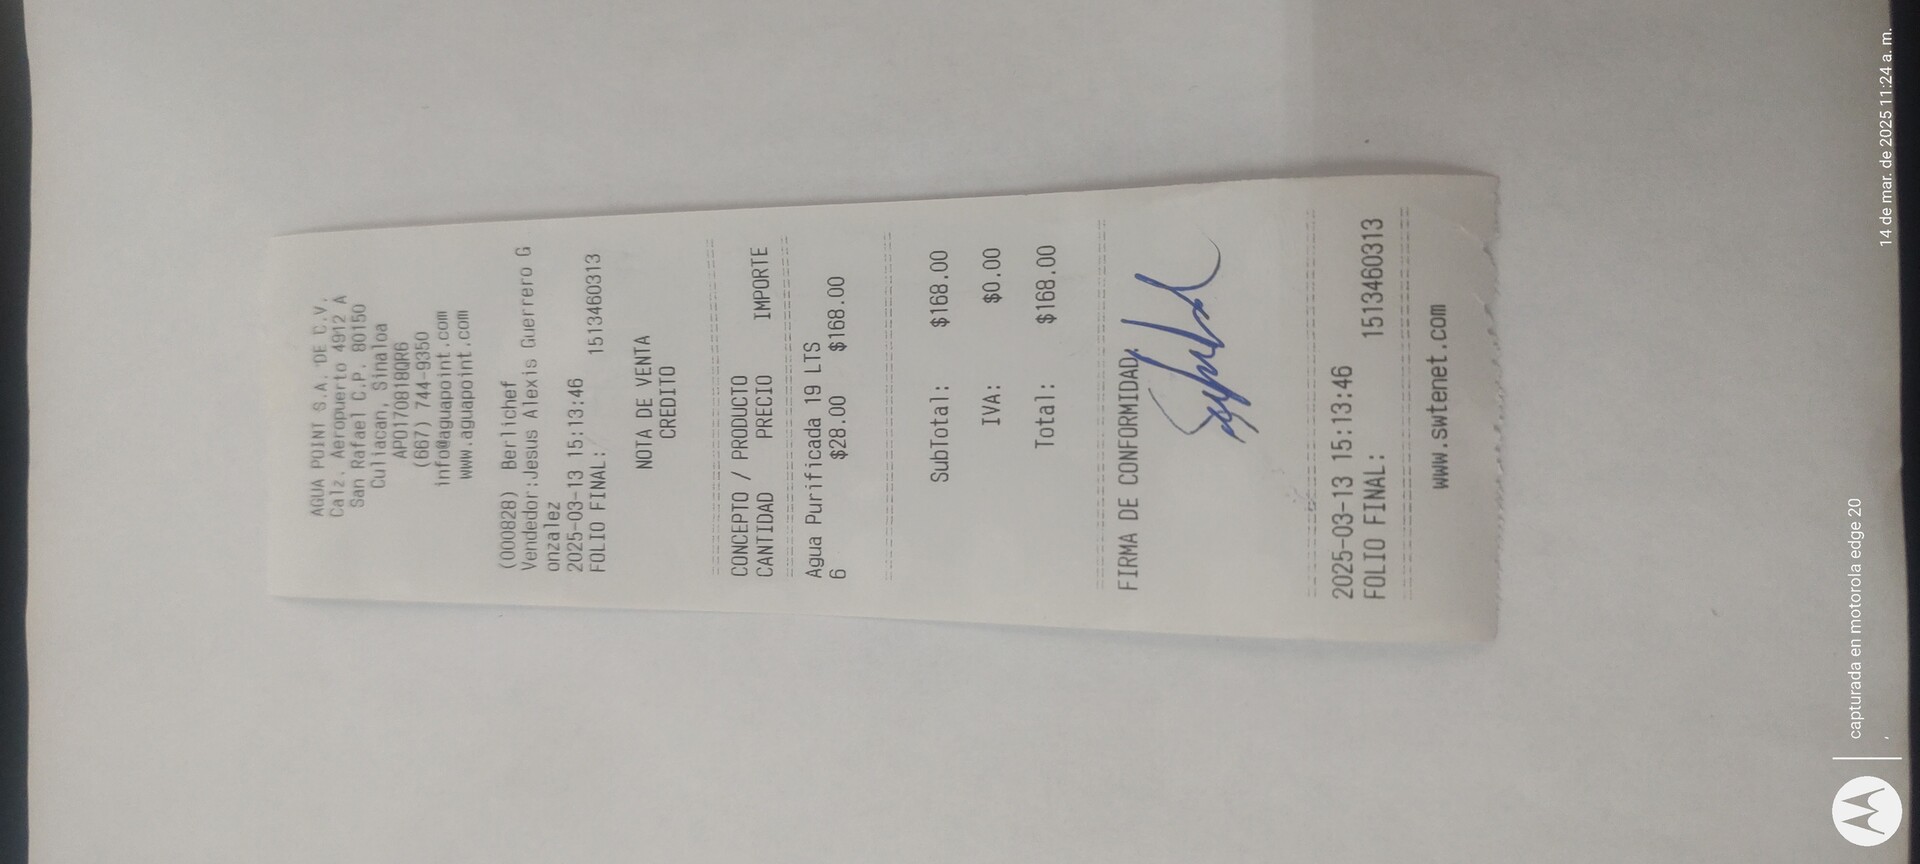 AGUA POINT S.A. DE C.V.
Calz. Aeropuerto 4912 A
San Rafael C.P. 80150
Culiacan, Sinaloa
APO170818QR6
(667) 744-9350
info@aguapoint.com
www.aguapoint.com
(000828) Berlichef
Vendedor:Jesus Alexis Guerrero G
onzalez
2025-03-13 15:13:46
FOLIO FINAL: 1513460313
NOTA DE VENTA
CREDITO
CONCEPTO / PRODUCTO
CANTIDAD PRECIO IMPORTE
Agua Purificada 19 LTS
6 $28.00 $168.00
SubTotal: $168.00
IVA: $0.00
Total: $168.00
FIRMA DE CONFORMIDAD
2025-03-13 15:13:46
FOLIO FINAL: 1513460313
www.swtenet.com
capturada en motorola edge 20
14 de mar. de 2025 11:24 a. m.